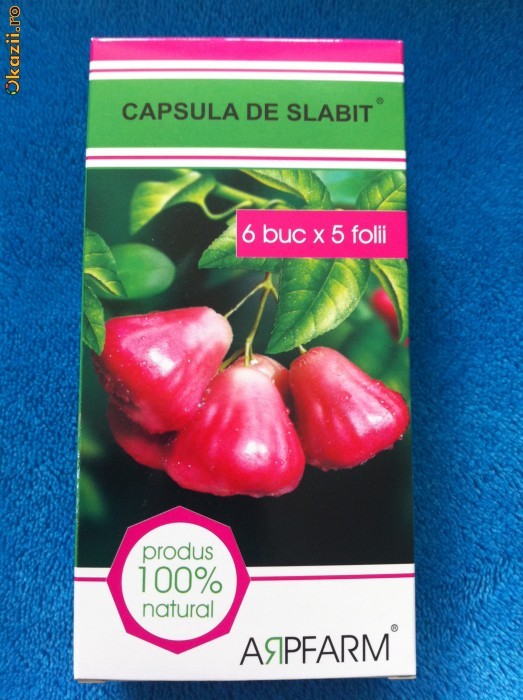 Okazii.ro
CAPSULA DE SLABIT®
6 buc x 5 folii
produs
100%
natural
AЯPFARM®